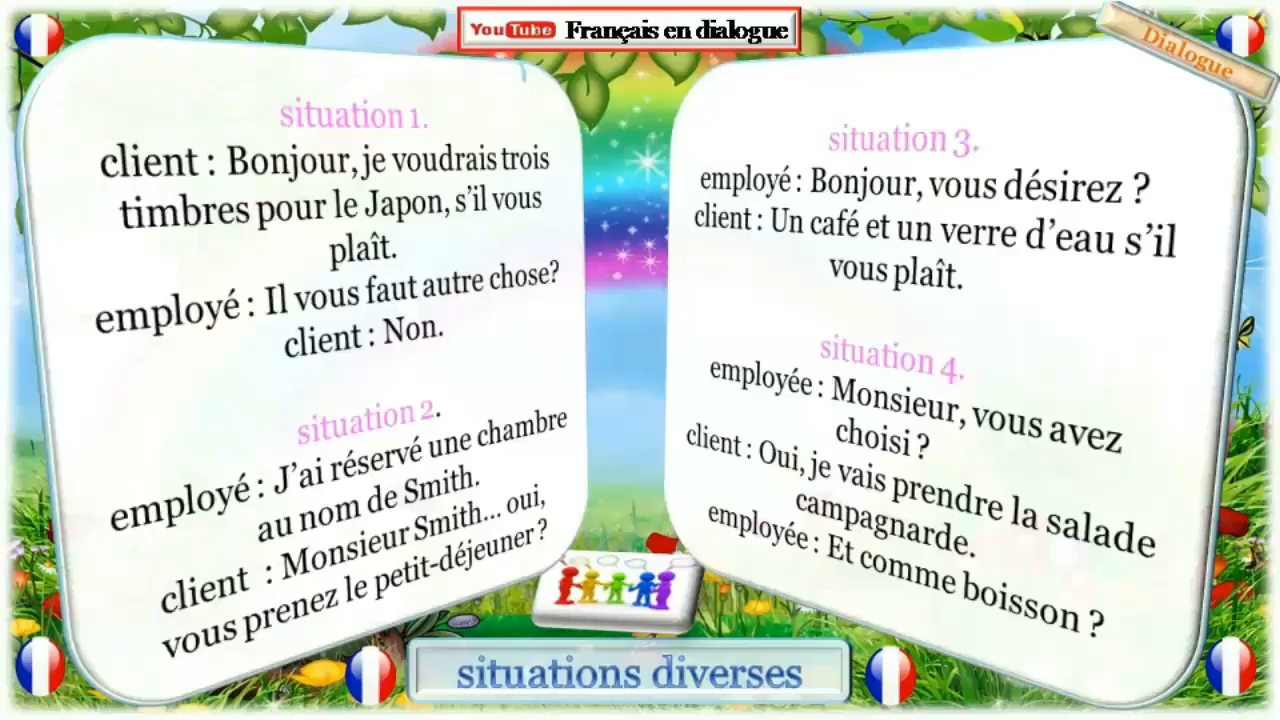 YouTube Français en dialogue
Dialogue
situation 1.
client : Bonjour, je voudrais trois
timbres pour le Japon, s'il vous
plaît.
employé : Il vous faut autre chose?
client : Non.
situation 2.
employé : J'ai réservé une chambre
au nom de Smith.
client : Monsieur Smith... oui,
vous prenez le petit-déjeuner ?
situation 3.
employé : Bonjour, vous désirez ?
client : Un café et un verre d'eau s'il
vous plaît.
situation 4.
employée : Monsieur, vous avez
choisi ?
client : Oui, je vais prendre la salade
campagnarde.
employée : Et comme boisson ?
situations diverses